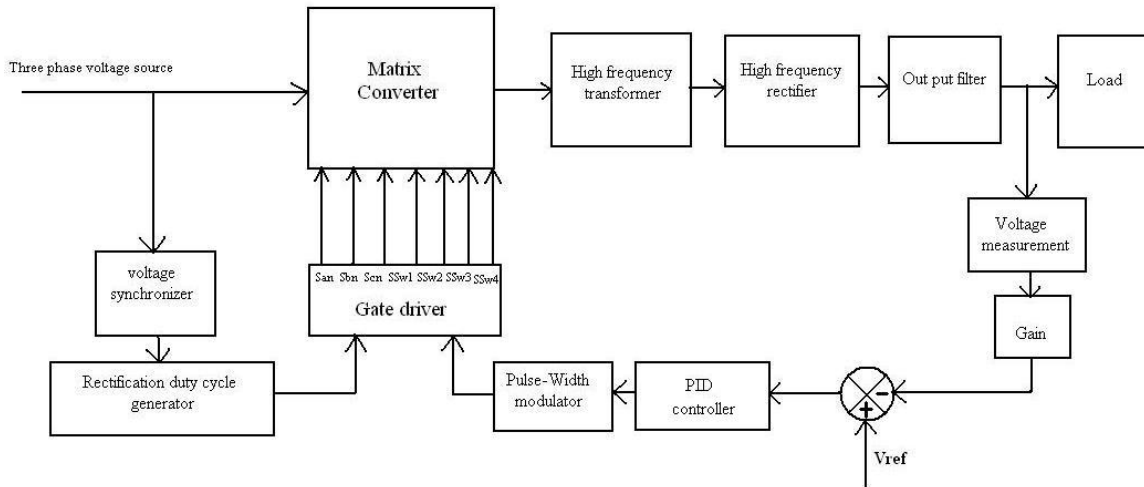 Three phase voltage source
Matrix
Converter
High frequency
transformer
High frequency
rectifier
Out put filter
Load
Voltage
measurement
voltage
synchronizer
San Sbn Scn SSw1 SSw2 SSw3 SSw4
Gate driver
Gain
Rectification duty cycle
generator
Pulse-Width
modulator
PID
controller
-
+
Vref